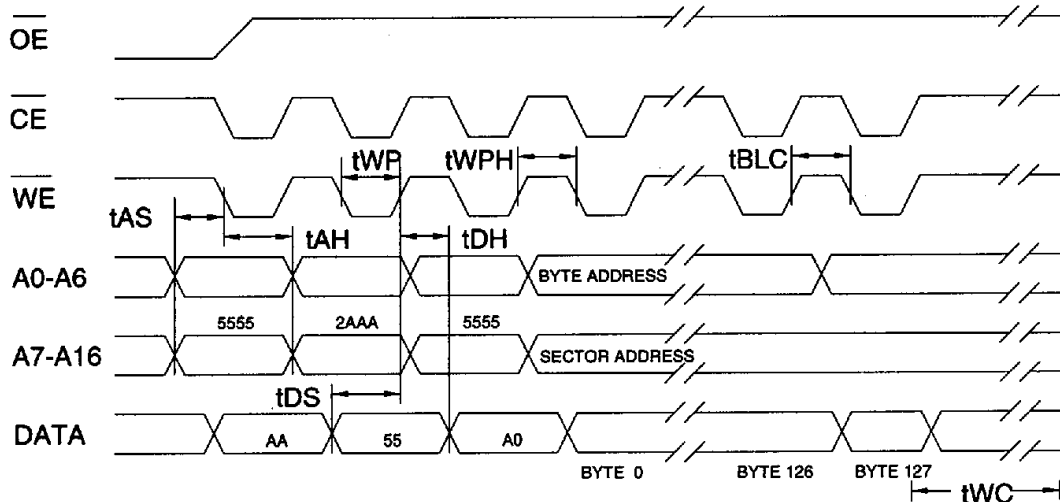 OE
CE
tWP tWPH tBLC
WE
tAS tAH tDH
A0-A6 BYTE ADDRESS
5555 2AAA 5555
A7-A16 SECTOR ADDRESS
tDS
DATA AA 55 A0
BYTE 0 BYTE 126 BYTE 127
tWC